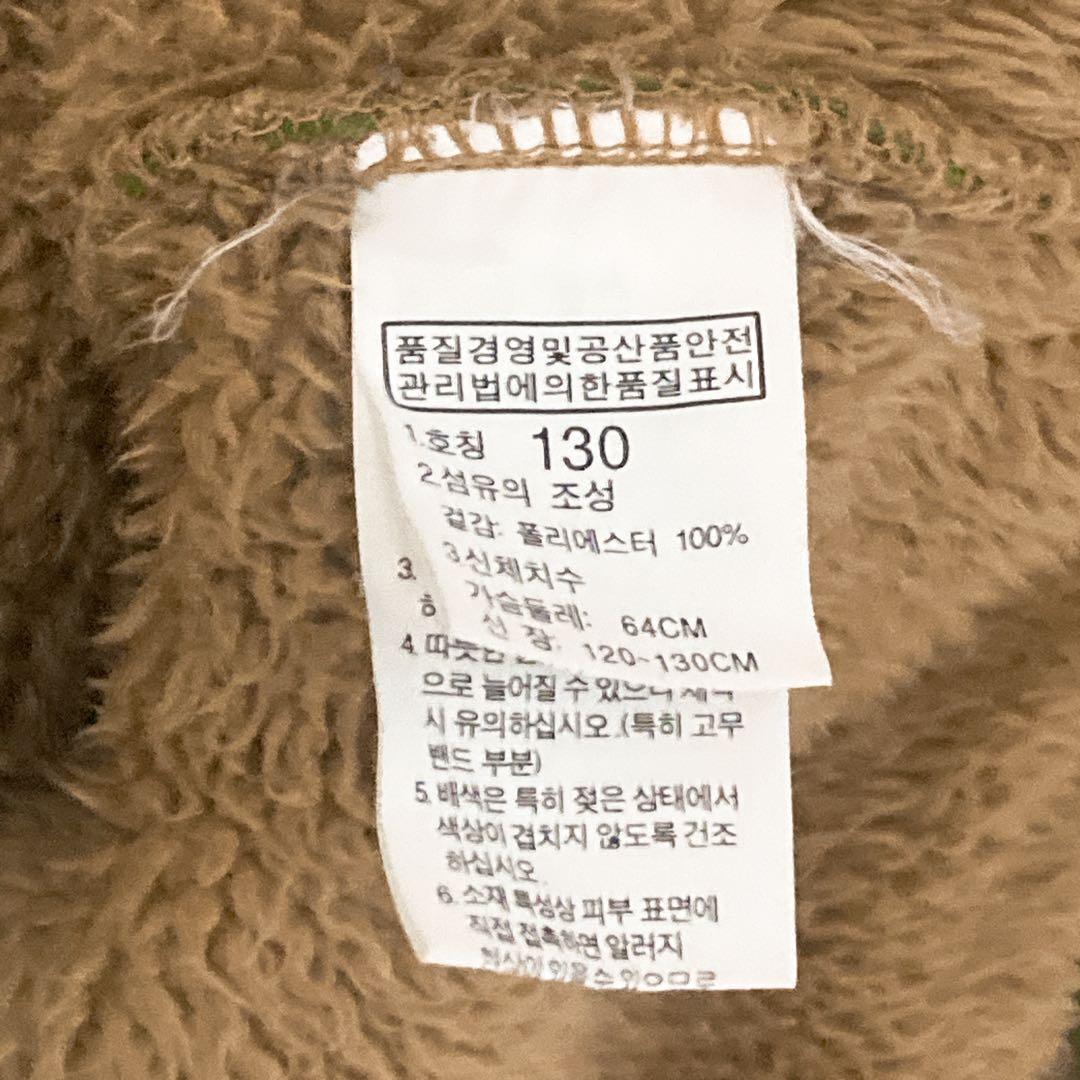 품질경영및공산품안전
관리법에의한품질표시
1.호칭 130
2.섬유의 조성
겉감: 폴리에스터 100%
3.신체치수
가슴둘레: 64CM
신 장: 120~130CM
3.
4.
으로 늘어질 수 있으니 세탁
시 유의하십시오.(특히 고무
밴드 부분)
5.배색은 특히 젖은 상태에서
색상이 겹치지 않도록 건조
하십시오.
6.소재 특성상 피부 표면에
직접 접촉하면 알러지